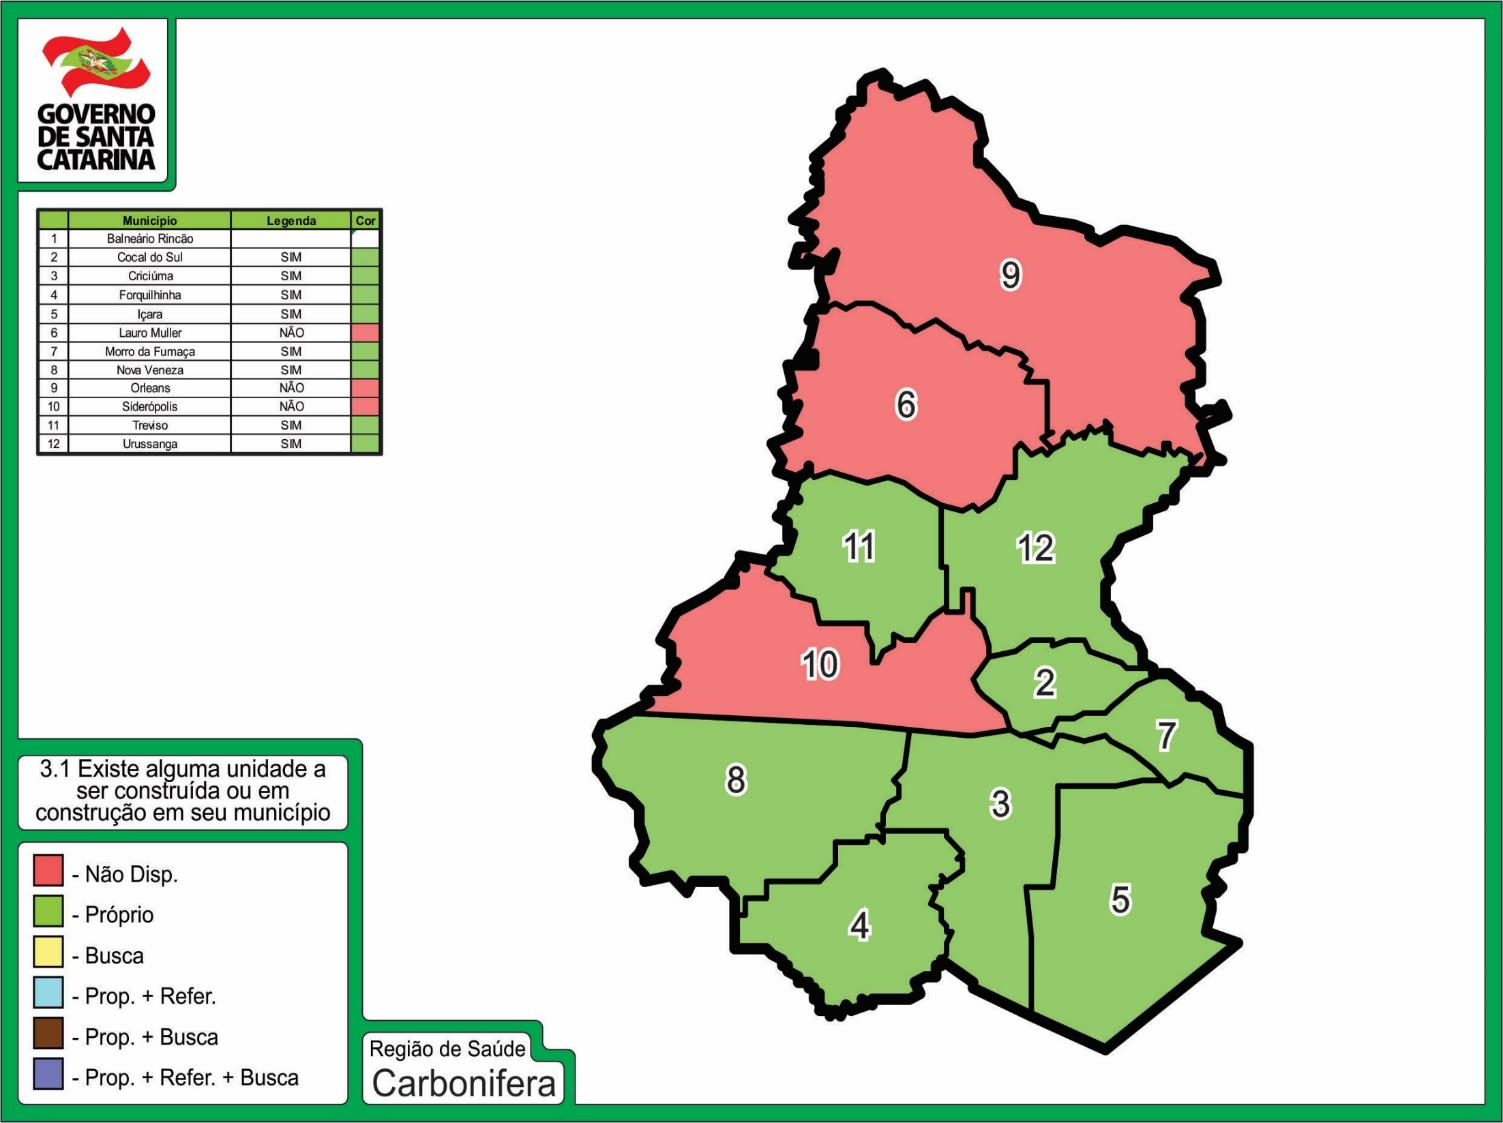 GOVERNO
DE SANTA
CATARINA
Município Legenda Cor
1 Balneário Rincão
2 Cocal do Sul SIM
3 Criciúma SIM
4 Forquilhinha SIM
5 Içara SIM
6 Lauro Muller NÃO
7 Morro da Fumaça SIM
8 Nova Veneza SIM
9 Orleans NÃO
10 Siderópolis NÃO
11 Treviso SIM
12 Urussanga SIM
9
6
11
12
10
2
7
8
3
5
4
3.1 Existe alguma unidade a
ser construída ou em
construção em seu município
- Não Disp.
- Próprio
- Busca
- Prop. + Refer.
- Prop. + Busca
- Prop. + Refer. + Busca
Região de Saúde
Carbonifera